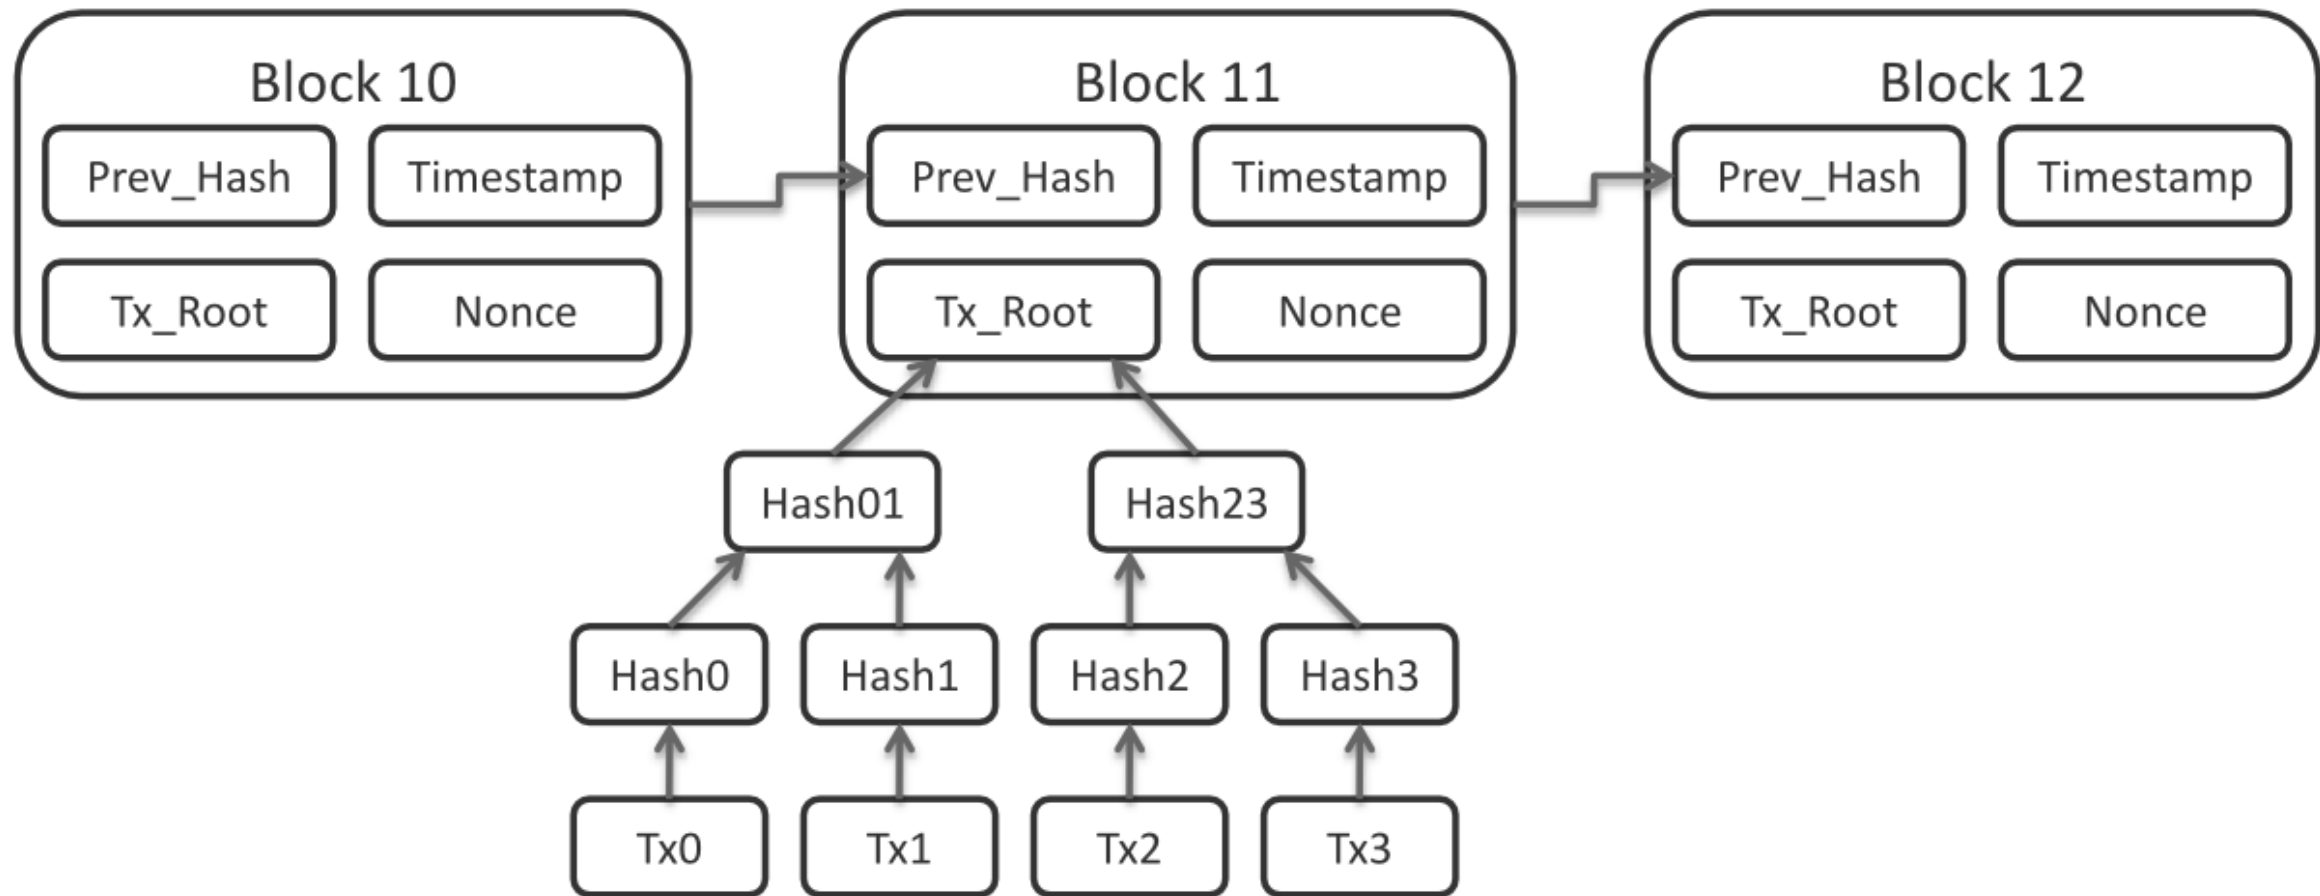 Block 10
Prev_Hash
Timestamp
Tx_Root
Nonce
Block 11
Prev_Hash
Timestamp
Tx_Root
Nonce
Block 12
Prev_Hash
Timestamp
Tx_Root
Nonce
Hash01
Hash23
Hash0
Hash1
Hash2
Hash3
Tx0
Tx1
Tx2
Tx3